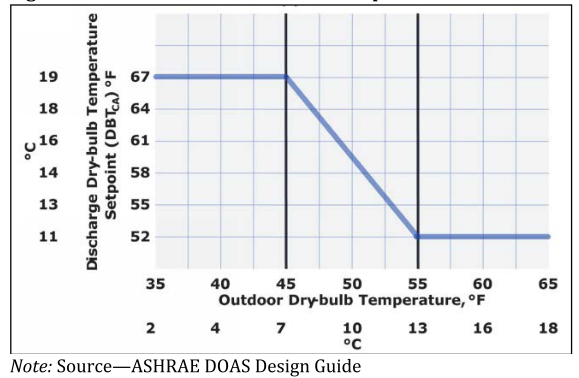 Discharge Dry-bulb Temperature
Setpoint (DBTCA) °F
°C
19 67
18 64
16 61
14 58
13 55
11 52
35 40 45 50 55 60 65
Outdoor Dry-bulb Temperature, °F
2 4 7 10 13 16 18
°C
Note: Source—ASHRAE DOAS Design Guide